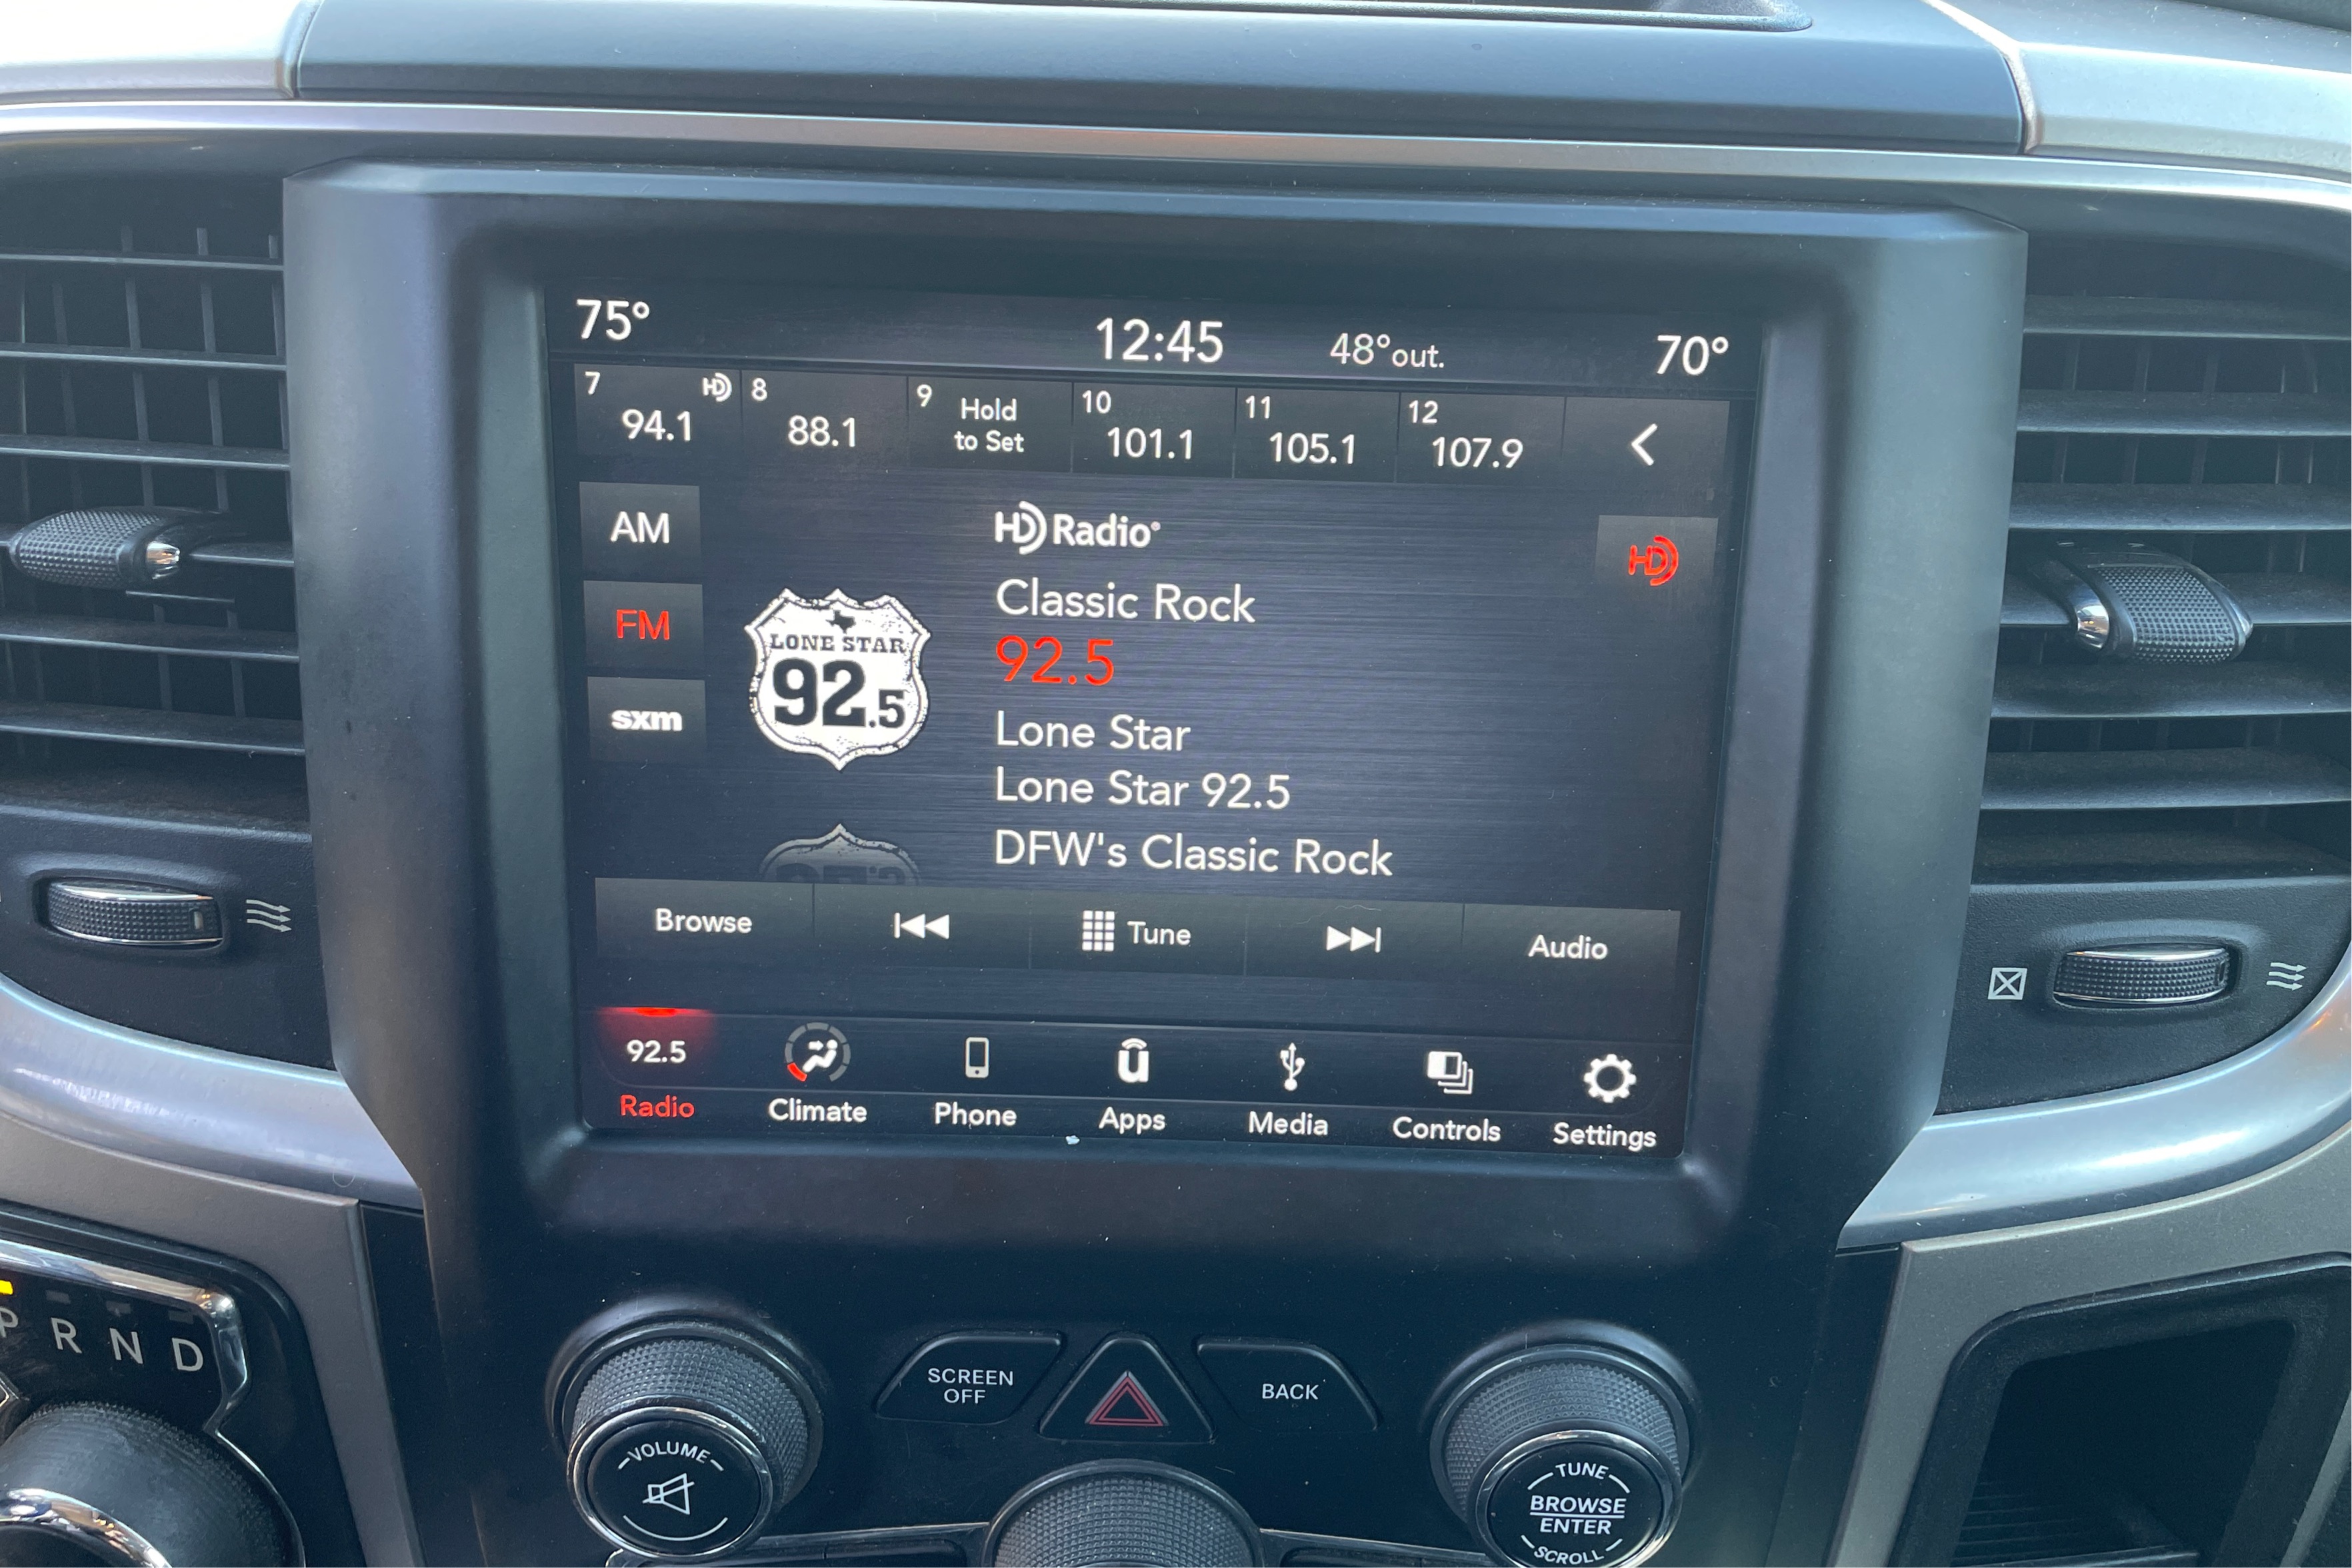 75°
12:45
48°out.
70°
7 HD 94.1
8 88.1
9 Hold
to Set
10 101.1
11 105.1
12 107.9
AM
FM
sxm
LONE STAR
92.5
HD Radio®
Classic Rock
92.5
Lone Star
Lone Star 92.5
DFW's Classic Rock
HD
Browse
Tune
Audio
92.5
Radio
Climate
Phone
u
Apps
Media
Controls
Settings
P R N D
SCREEN
OFF
BACK
VOLUME
TUNE
BROWSE
ENTER
SCROLL